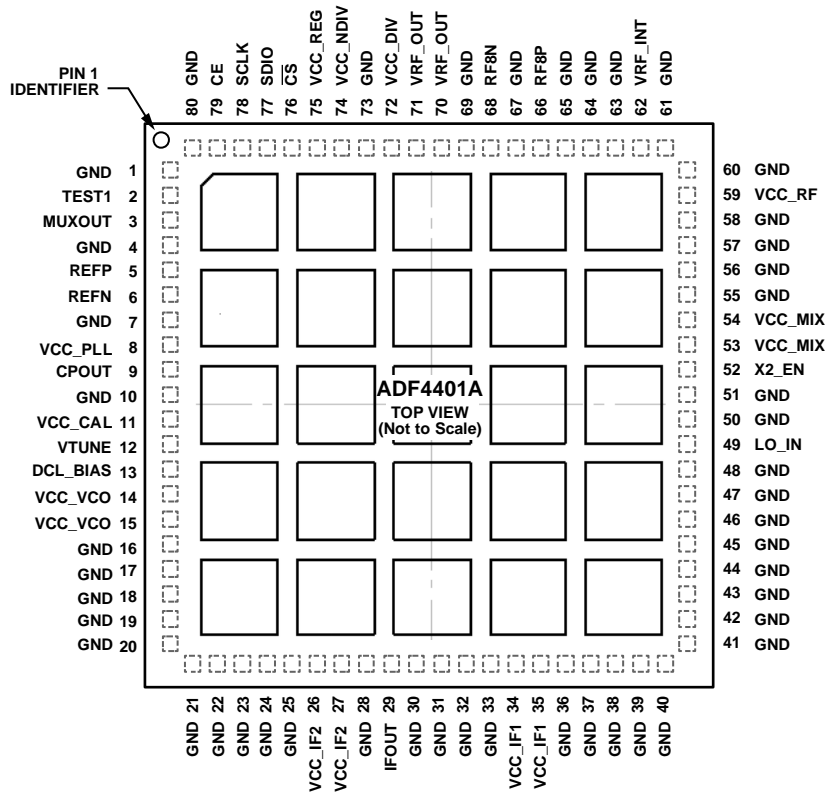 80 GND
79 CE
78 SCLK
77 SDIO
76 C̅S̅
75 VCC_REG
74 VCC_NDIV
73 GND
72 VCC_DIV
71 VRF_OUT
70 VRF_OUT
69 GND
68 RF8N
67 GND
66 RF8P
65 GND
64 GND
63 GND
62 VRF_INT
61 GND
PIN 1
IDENTIFIER
GND 1
TEST1 2
MUXOUT 3
GND 4
REFP 5
REFN 6
GND 7
VCC_PLL 8
CPOUT 9
GND 10
VCC_CAL 11
VTUNE 12
DCL_BIAS 13
VCC_VCO 14
VCC_VCO 15
GND 16
GND 17
GND 18
GND 19
GND 20
ADF4401A
TOP VIEW
(Not to Scale)
60 GND
59 VCC_RF
58 GND
57 GND
56 GND
55 GND
54 VCC_MIX
53 VCC_MIX
52 X2_EN
51 GND
50 GND
49 LO_IN
48 GND
47 GND
46 GND
45 GND
44 GND
43 GND
42 GND
41 GND
GND 21
GND 22
GND 23
GND 24
GND 25
VCC_IF2 26
VCC_IF2 27
GND 28
IFOUT 29
GND 30
GND 31
GND 32
GND 33
VCC_IF1 34
VCC_IF1 35
GND 36
GND 37
GND 38
GND 39
GND 40